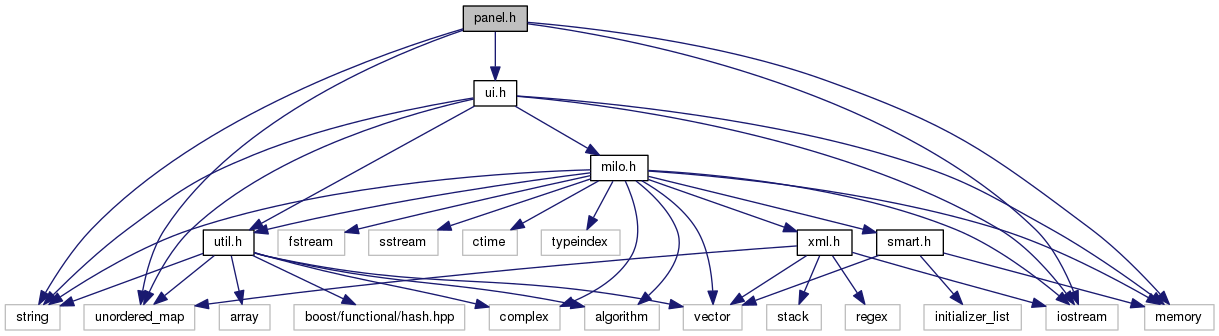 panel.h
ui.h
milo.h
util.h
fstream
sstream
ctime
typeindex
xml.h
smart.h
string
unordered_map
array
boost/functional/hash.hpp
complex
algorithm
vector
stack
regex
initializer_list
iostream
memory